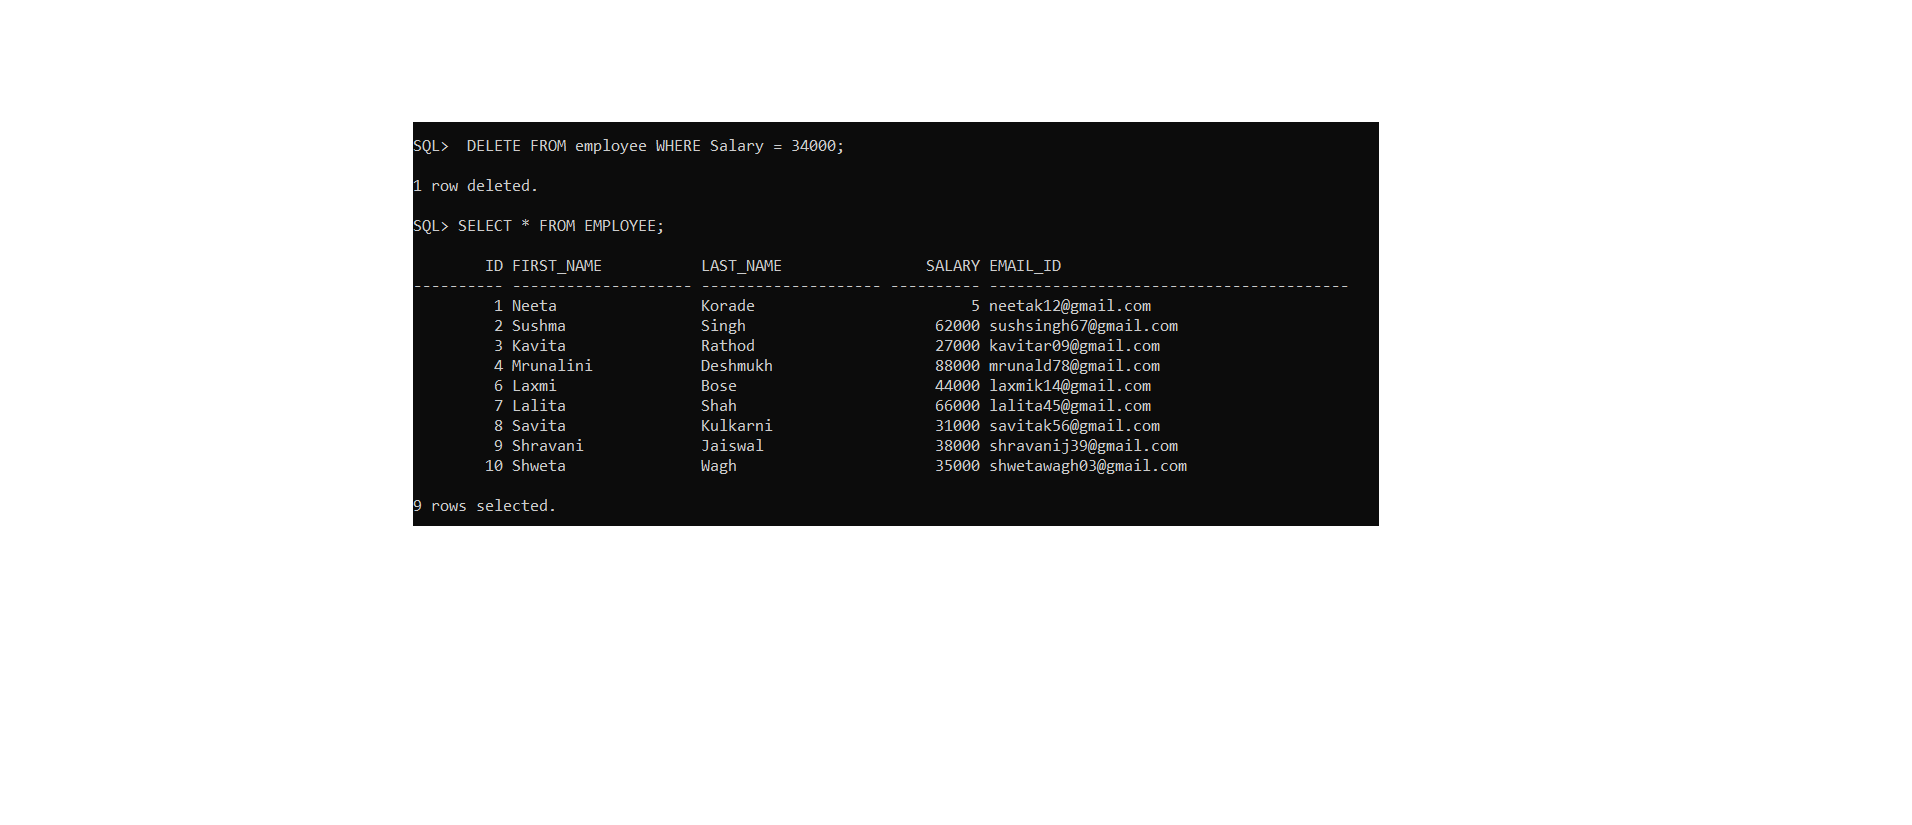 SQL>  DELETE FROM employee WHERE Salary = 34000;
1 row deleted.
SQL> SELECT * FROM EMPLOYEE;
        ID FIRST_NAME           LAST_NAME                SALARY EMAIL_ID
---------- -------------------- -------------------- ---------- ----------------------------------------
         1 Neeta                Korade                        5 neetak12@gmail.com
         2 Sushma               Singh                     62000 sushsingh67@gmail.com
         3 Kavita               Rathod                    27000 kavitar09@gmail.com
         4 Mrunalini            Deshmukh                  88000 mrunald78@gmail.com
         6 Laxmi                Bose                      44000 laxmik14@gmail.com
         7 Lalita               Shah                      66000 lalita45@gmail.com
         8 Savita               Kulkarni                  31000 savitak56@gmail.com
         9 Shravani             Jaiswal                   38000 shravanij39@gmail.com
        10 Shweta               Wagh                      35000 shwetawagh03@gmail.com
9 rows selected.